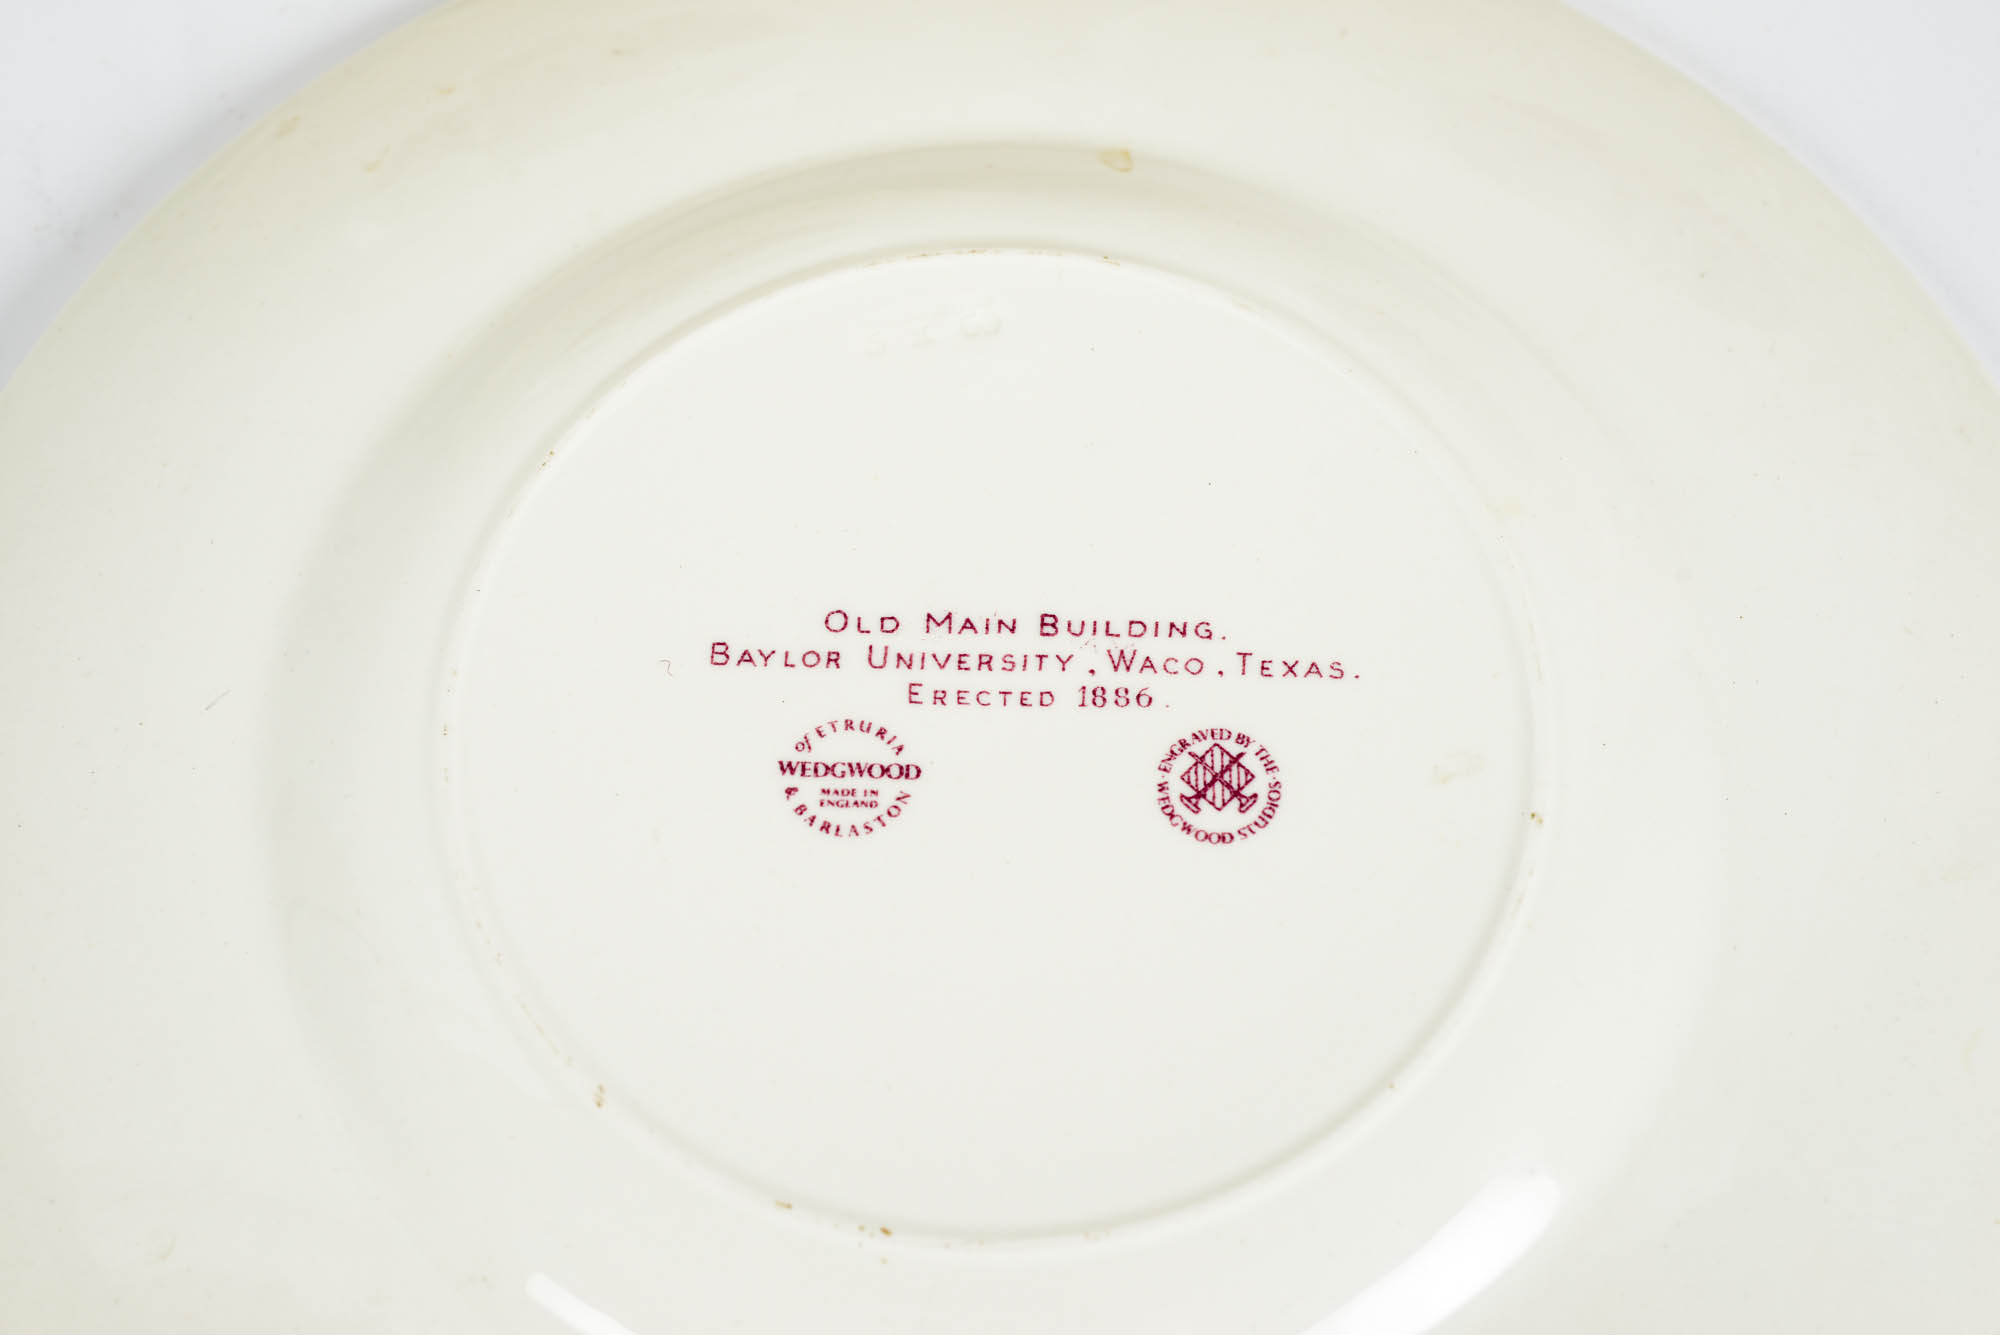 OLD MAIN BUILDING.
BAYLOR UNIVERSITY, WACO, TEXAS.
ERECTED 1886.
of ETRURIA
WEDGWOOD
MADE IN
ENGLAND
& BARLASTON
ENGRAVED BY THE
WEDGWOOD STUDIOS